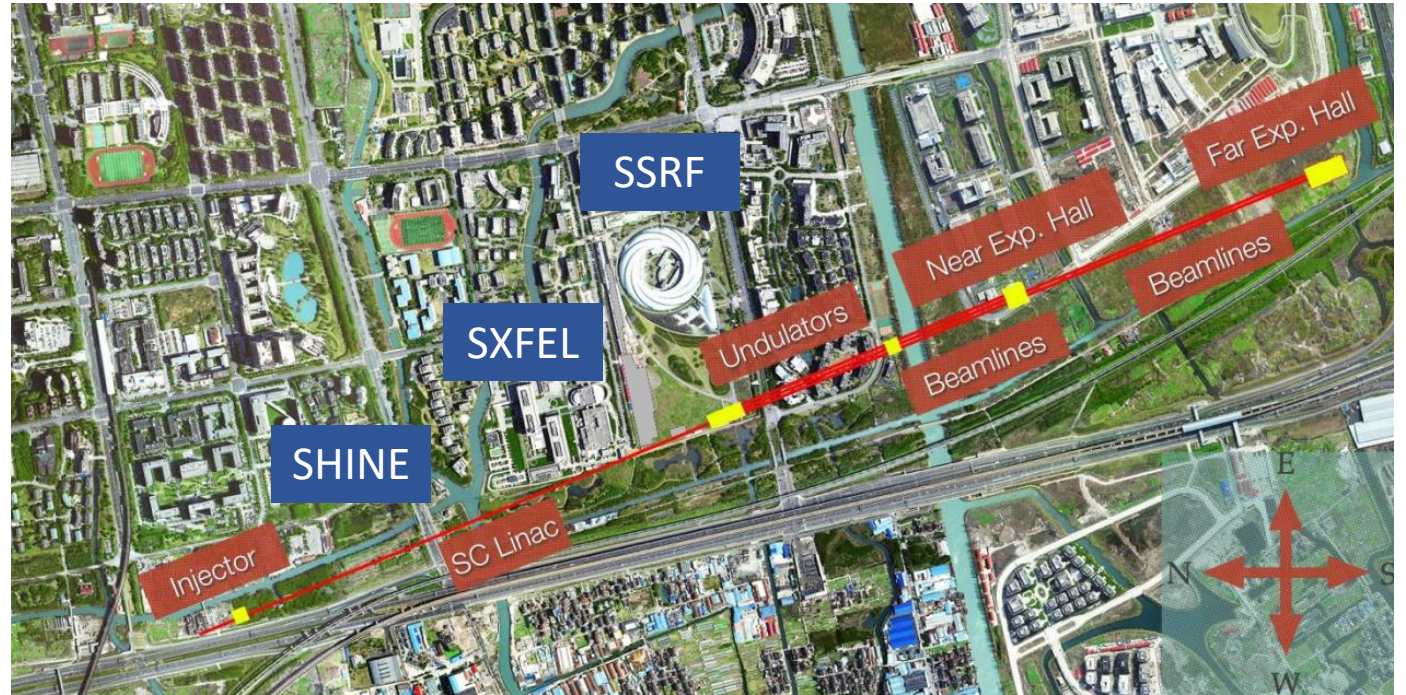 SSRF
Far Exp. Hall
Near Exp. Hall
Beamlines
SXFEL
Undulators
Beamlines
SHINE
SC Linac
Injector
E
N
S
W